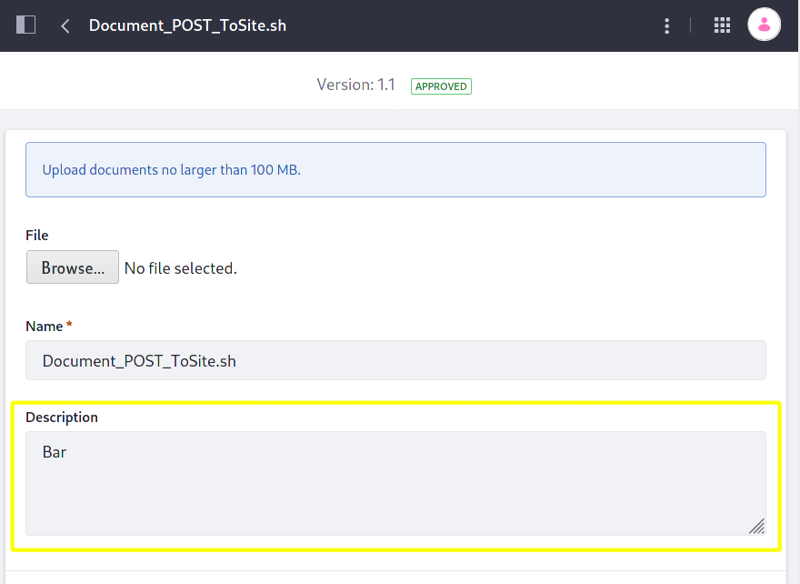 Document_POST_ToSite.sh
Version: 1.1 APPROVED
Upload documents no larger than 100 MB.
File
Browse... No file selected.
Name *
Document_POST_ToSite.sh
Description
Bar